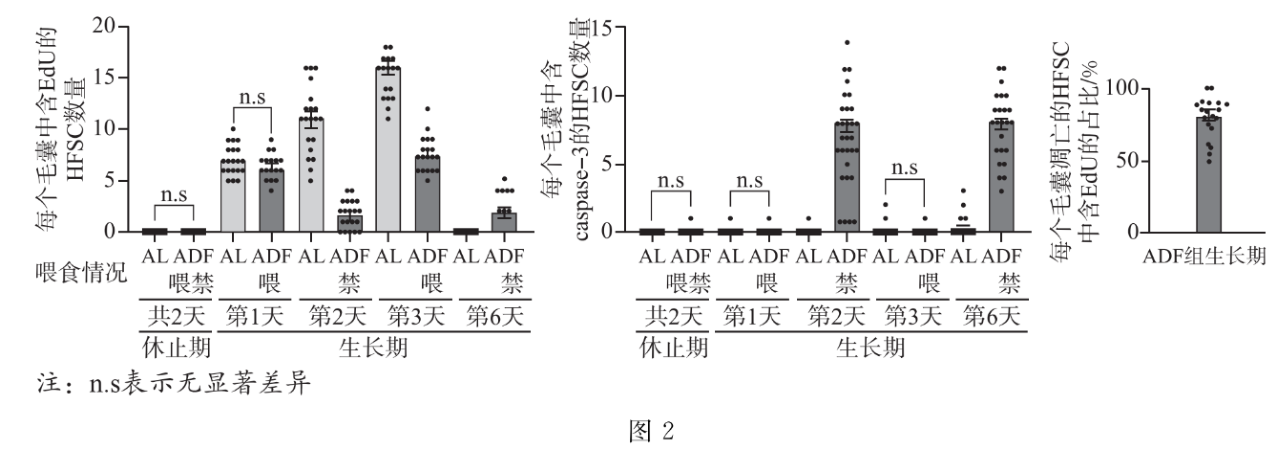 每个毛囊中含EdU的
HFSC数量
20
15
10
5
0
n.s
n.s
AL ADF AL ADF AL ADF AL ADF AL ADF
喂食情况
喂禁 喂 禁 喂 禁
共2天 第1天 第2天 第3天 第6天
休止期 生长期
每个毛囊中含
caspase-3的HFSC数量
15
10
5
0
n.s
n.s
n.s
AL ADF AL ADF AL ADF AL ADF AL ADF
喂禁 喂 禁 喂 禁
共2天 第1天 第2天 第3天 第6天
休止期 生长期
每个毛囊凋亡的HFSC
中含EdU的占比/%
100
50
0
ADF组生长期
注：n.s表示无显著差异
图 2